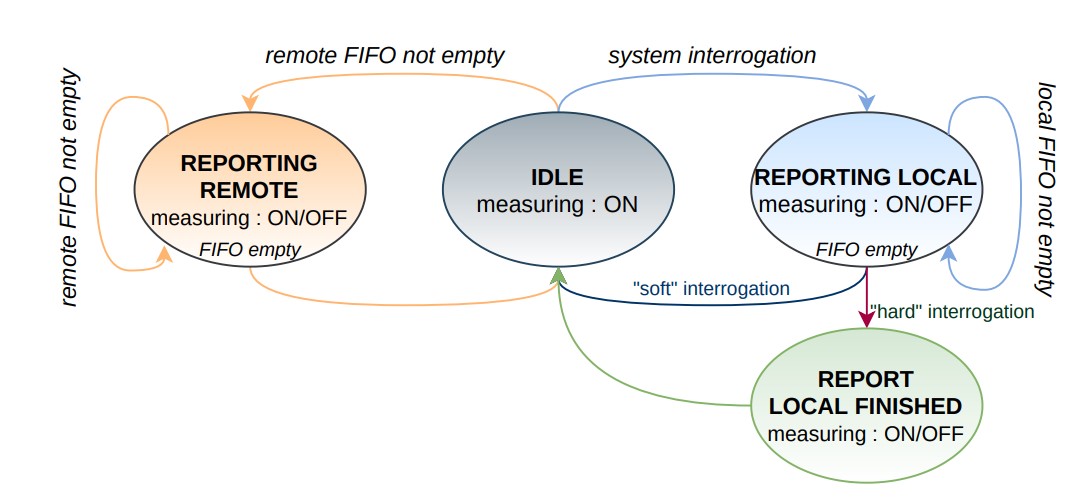 remote FIFO not empty
system interrogation
remote FIFO not empty
REPORTING
REMOTE
measuring : ON/OFF
FIFO empty
IDLE
measuring : ON
REPORTING LOCAL
measuring : ON/OFF
FIFO empty
local FIFO not empty
"soft" interrogation
"hard" interrogation
REPORT
LOCAL FINISHED
measuring : ON/OFF